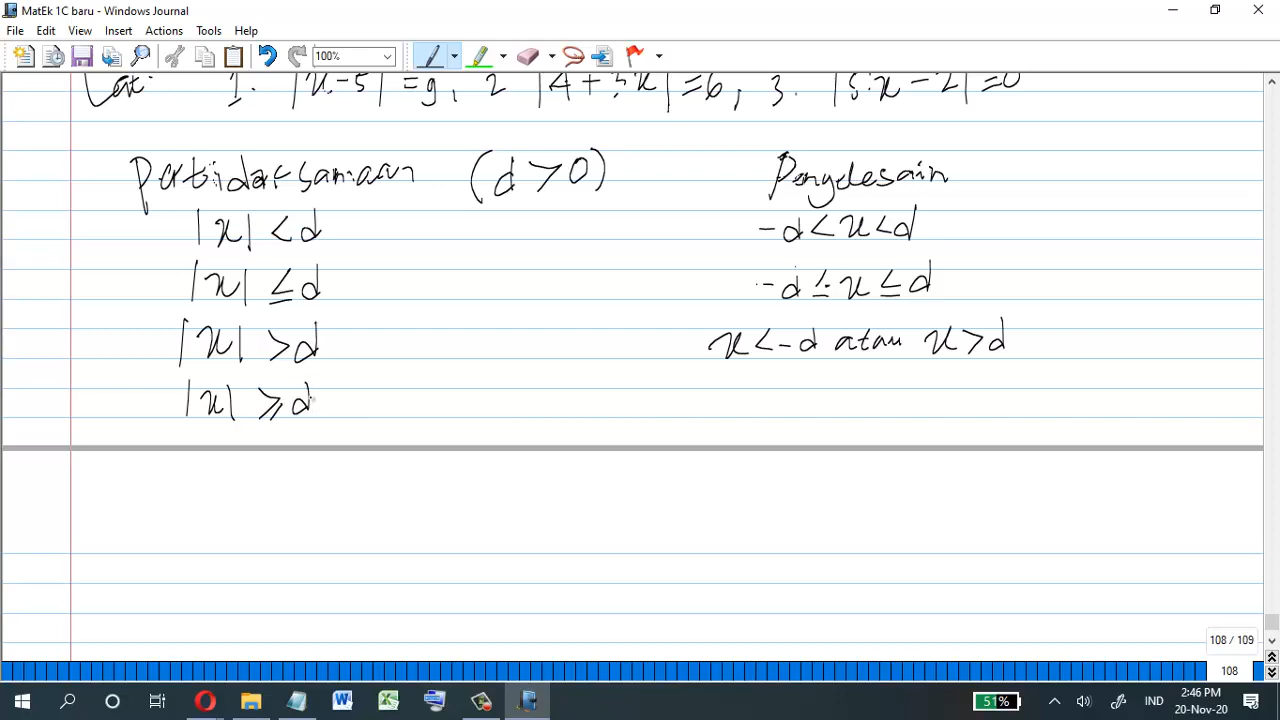 MatEk 1C baru - Windows Journal
File Edit View Insert Actions Tools Help
100%
Lat: 1. |x-5| = 9, 2 |4+3x| = 6, 3. |5x-2| = 0
Pertidaksamaan (d > 0) Penyelesain
|x| < d -d < x < d
|x| ≤ d -d ≤ x ≤ d
|x| > d x < -d atau x > d
|x| ≥ d
108 / 109
108
51% IND 2:46 PM
20-Nov-20